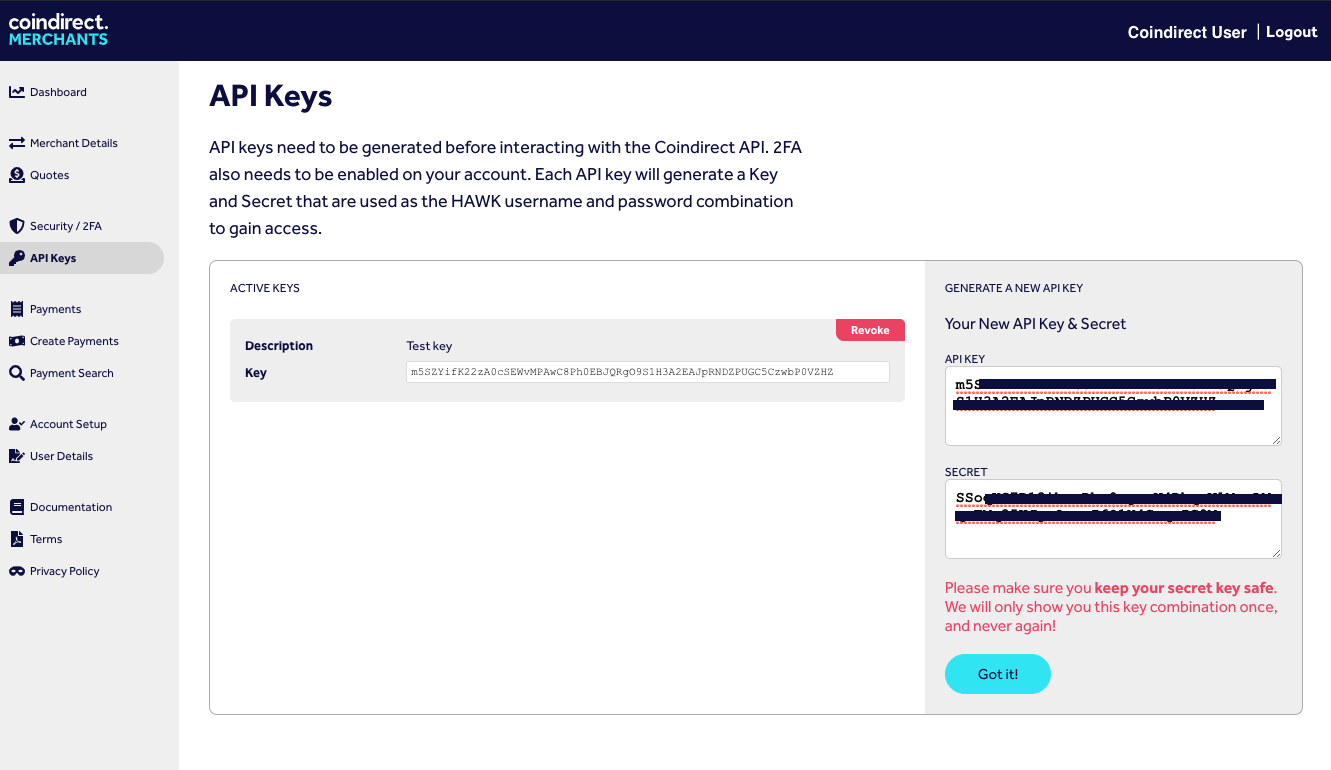 coindirect.
MERCHANTS
Coindirect User | Logout
Dashboard
Merchant Details
Quotes
Security / 2FA
API Keys
Payments
Create Payments
Payment Search
Account Setup
User Details
Documentation
Terms
Privacy Policy
API Keys
API keys need to be generated before interacting with the Coindirect API. 2FA
also needs to be enabled on your account. Each API key will generate a Key
and Secret that are used as the HAWK username and password combination
to gain access.
ACTIVE KEYS
Revoke
Description Test key
Key m5SZYifK22zA0cSEWvMPAwC8Ph0EBJQRgO9S1H3A2EAJpRNDZPUGC5CzwbP0VZHZ
GENERATE A NEW API KEY
Your New API Key & Secret
API KEY
SECRET
Please make sure you keep your secret key safe.
We will only show you this key combination once,
and never again!
Got it!